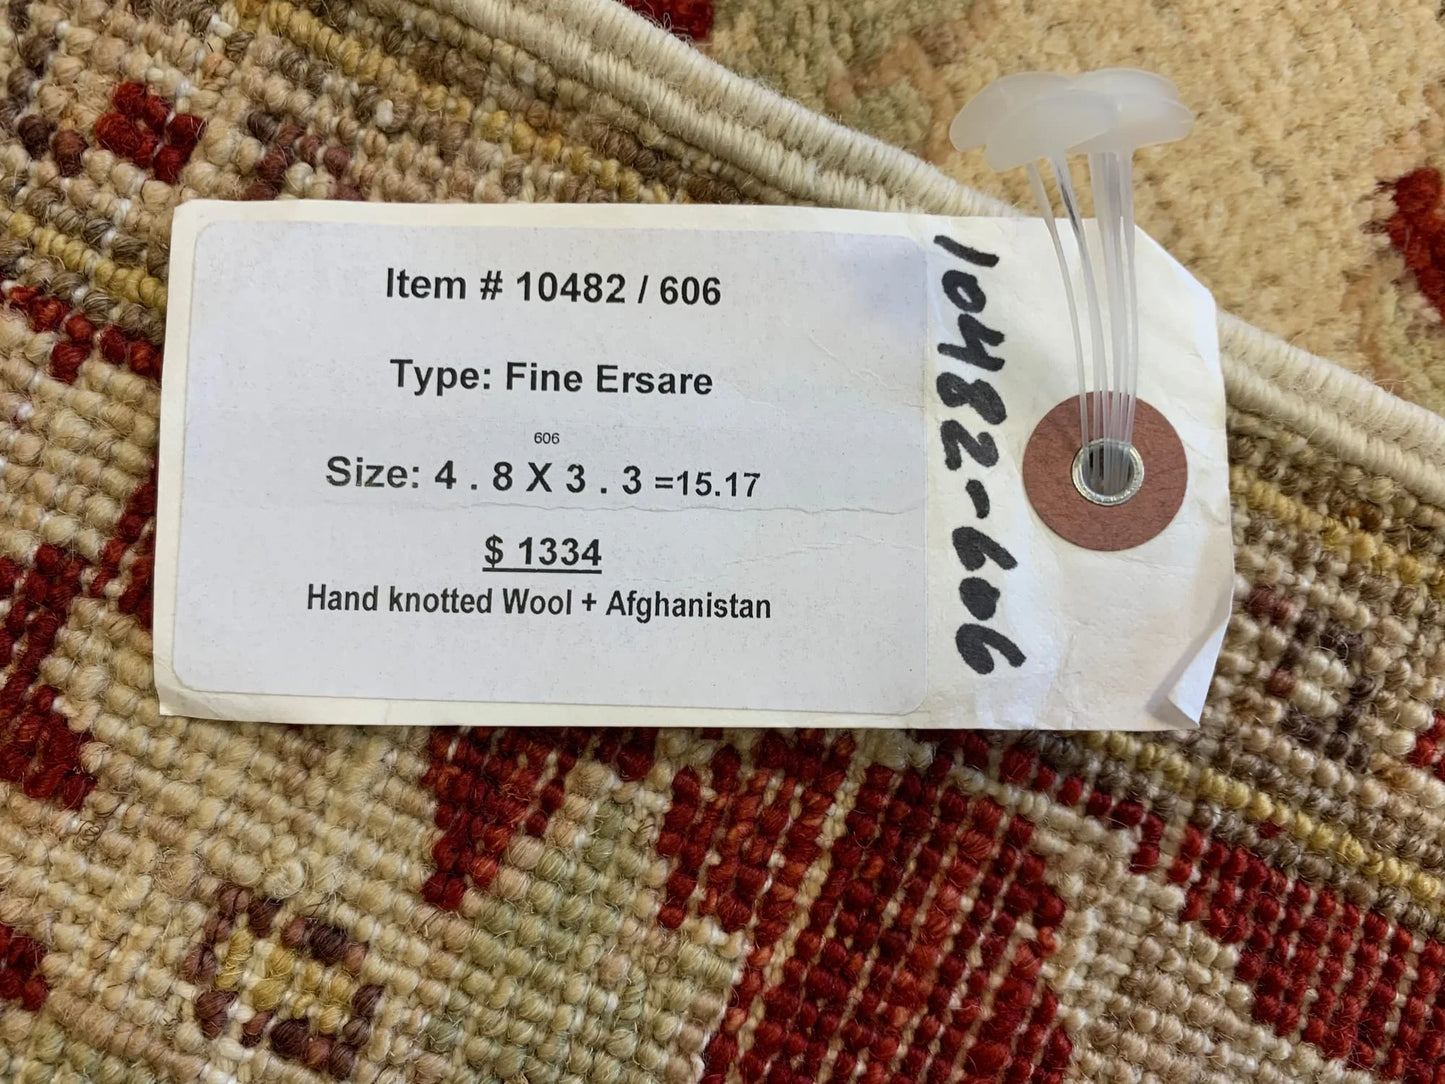 Item # 10482 / 606
Type: Fine Ersare
606
Size: 4 . 8 X 3 . 3 =15.17
$ 1334
Hand knotted Wool + Afghanistan
10482-606